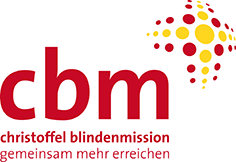 cbm
christoffel blindenmission
gemeinsam mehr erreichen